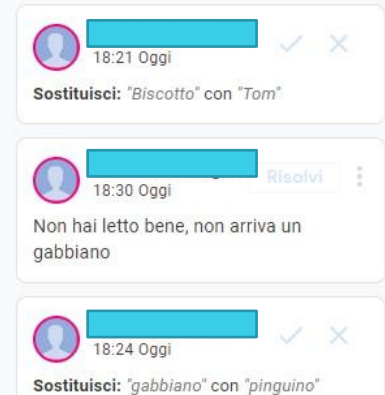 18:21 Oggi
Sostituisci: "Biscotto" con "Tom"
Risolvi
18:30 Oggi
Non hai letto bene, non arriva un
gabbiano
18:24 Oggi
Sostituisci: "gabbiano" con "pinguino"